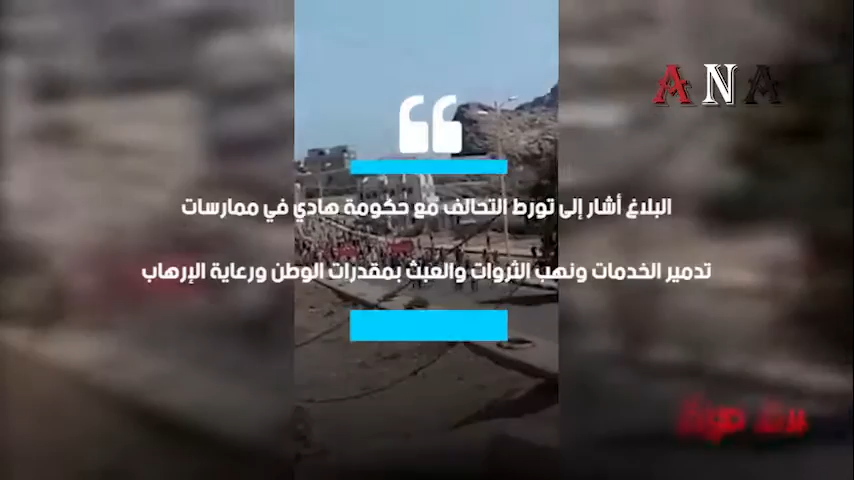 ANA
البلاغ أشار إلى تورط التحالف مع حكومة هادي في ممارسات
تدمير الخدمات ونهب الثروات والعبث بمقدرات الوطن ورعاية الإرهاب